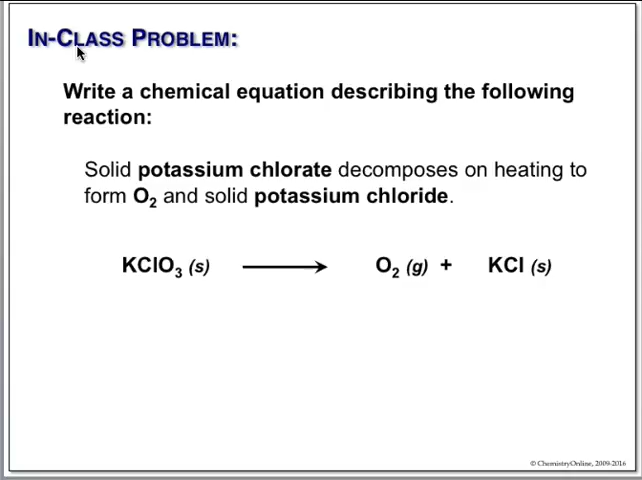 IN-CLASS PROBLEM:
Write a chemical equation describing the following
reaction:
Solid potassium chlorate decomposes on heating to
form O₂ and solid potassium chloride.
KClO₃ (s) ⟶ O₂ (g) + KCl (s)
© ChemistryOnline, 2009-2016